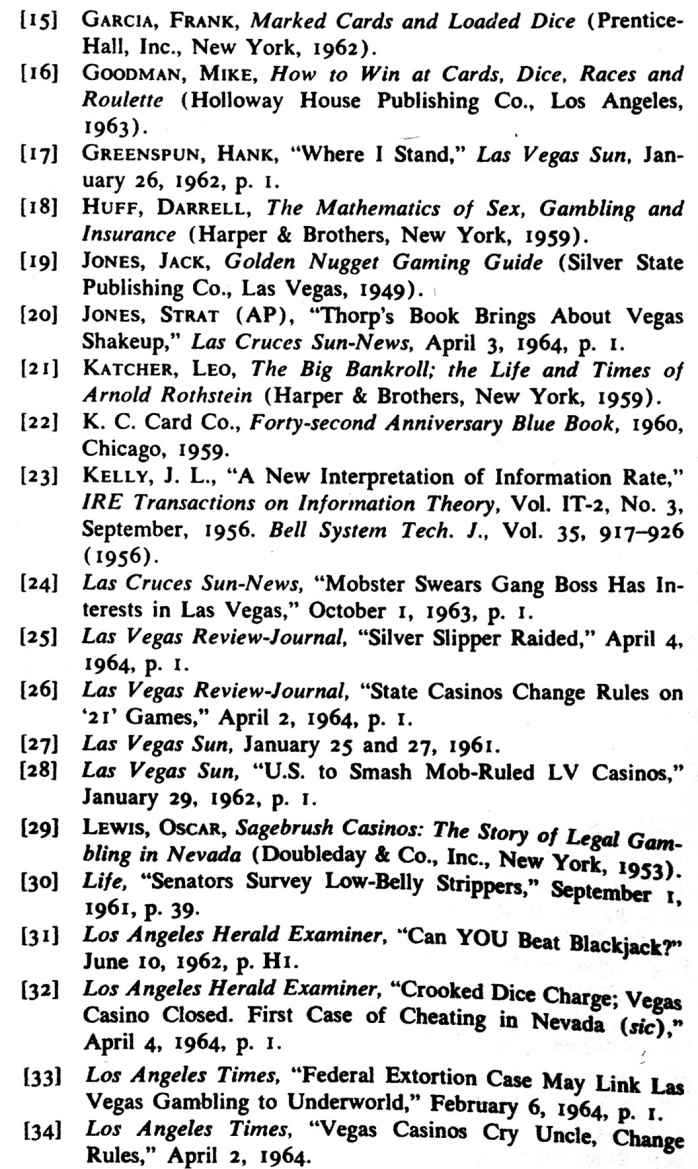 [15] GARCIA, FRANK, Marked Cards and Loaded Dice (Prentice-
Hall, Inc., New York, 1962).
[16] GOODMAN, MIKE, How to Win at Cards, Dice, Races and
Roulette (Holloway House Publishing Co., Los Angeles,
1963).
[17] GREENSPUN, HANK, “Where I Stand,” Las Vegas Sun, Jan-
uary 26, 1962, p. 1.
[18] HUFF, DARRELL, The Mathematics of Sex, Gambling and
Insurance (Harper & Brothers, New York, 1959).
[19] JONES, JACK, Golden Nugget Gaming Guide (Silver State
Publishing Co., Las Vegas, 1949).
[20] JONES, STRAT (AP), “Thorp's Book Brings About Vegas
Shakeup,” Las Cruces Sun-News, April 3, 1964, p. 1.
[21] KATCHER, LEO, The Big Bankroll; the Life and Times of
Arnold Rothstein (Harper & Brothers, New York, 1959).
[22] K. C. Card Co., Forty-second Anniversary Blue Book, 1960,
Chicago, 1959.
[23] KELLY, J. L., “A New Interpretation of Information Rate,”
IRE Transactions on Information Theory, Vol. IT-2, No. 3,
September, 1956. Bell System Tech. J., Vol. 35, 917–926
(1956).
[24] Las Cruces Sun-News, “Mobster Swears Gang Boss Has In-
terests in Las Vegas,” October 1, 1963, p. 1.
[25] Las Vegas Review-Journal, “Silver Slipper Raided,” April 4,
1964, p. 1.
[26] Las Vegas Review-Journal, “State Casinos Change Rules on
‘21’ Games,” April 2, 1964, p. 1.
[27] Las Vegas Sun, January 25 and 27, 1961.
[28] Las Vegas Sun, “U.S. to Smash Mob-Ruled LV Casinos,”
January 29, 1962, p. 1.
[29] LEWIS, OSCAR, Sagebrush Casinos: The Story of Legal Gam-
bling in Nevada (Doubleday & Co., Inc., New York, 1953).
[30] Life, “Senators Survey Low-Belly Strippers,” September 1,
1961, p. 39.
[31] Los Angeles Herald Examiner, “Can YOU Beat Blackjack?”
June 10, 1962, p. H1.
[32] Los Angeles Herald Examiner, “Crooked Dice Charge; Vegas
Casino Closed. First Case of Cheating in Nevada (sic),”
April 4, 1964, p. 1.
[33] Los Angeles Times, “Federal Extortion Case May Link Las
Vegas Gambling to Underworld,” February 6, 1964, p. 1.
[34] Los Angeles Times, “Vegas Casinos Cry Uncle, Change
Rules,” April 2, 1964.